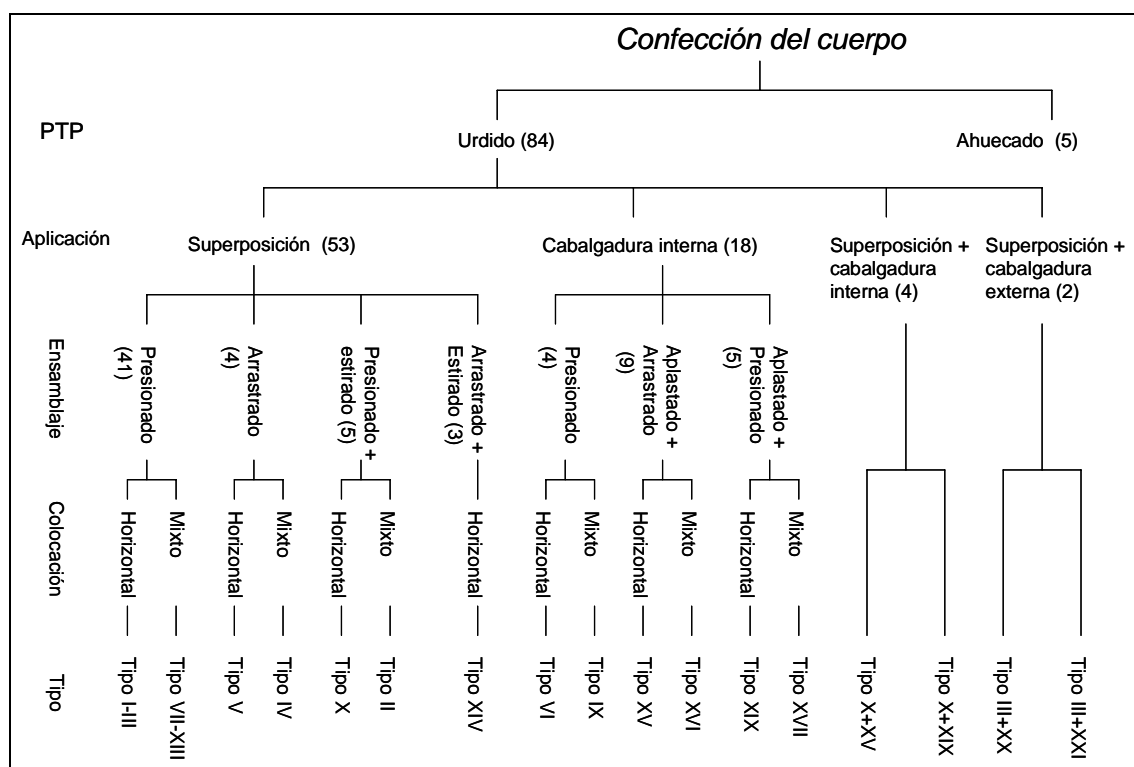 Confección del cuerpo
PTP
Urdido (84)
Ahuecado (5)
Aplicación
Superposición (53)
Cabalgadura interna (18)
Superposición +
cabalgadura
interna (4)
Superposición +
cabalgadura
externa (2)
Ensamblaje
Presionado
(41)
Arrastrado
(4)
Presionado +
estirado (5)
Arrastrado +
Estirado (3)
Presionado
(4)
Aplastado +
Arrastrado
(9)
Aplastado +
Presionado
(5)
Colocación
Horizontal
Mixto
Horizontal
Mixto
Horizontal
Mixto
Horizontal
Horizontal
Mixto
Horizontal
Mixto
Horizontal
Mixto
Tipo
Tipo I-III
Tipo VII-XIII
Tipo V
Tipo IV
Tipo X
Tipo II
Tipo XIV
Tipo VI
Tipo IX
Tipo XV
Tipo XVI
Tipo XIX
Tipo XVII
Tipo X+XV
Tipo X+XIX
Tipo II+XX
Tipo III+XXI